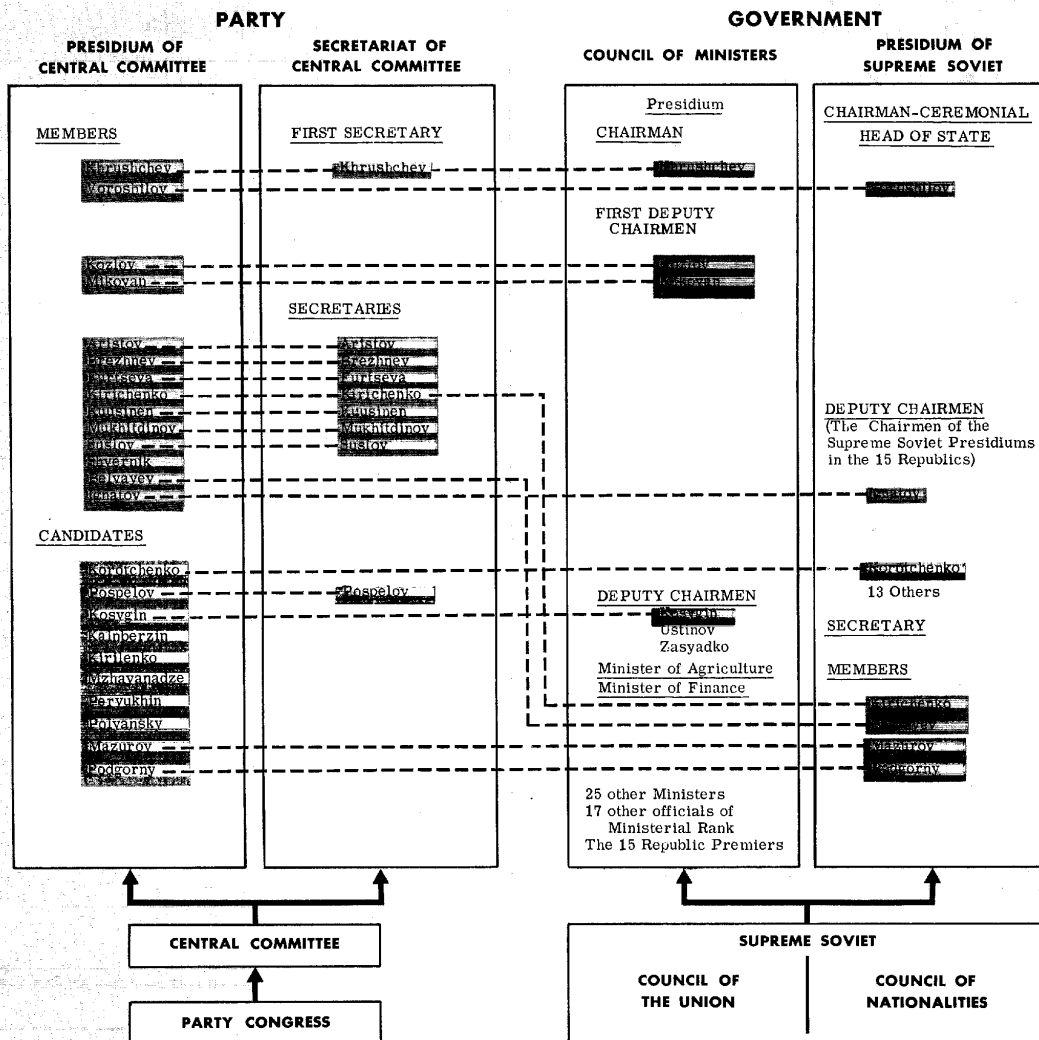 PARTY
GOVERNMENT
PRESIDIUM OF
CENTRAL COMMITTEE
SECRETARIAT OF
CENTRAL COMMITTEE
COUNCIL OF MINISTERS
PRESIDIUM OF
SUPREME SOVIET
MEMBERS
Khrushchev
Voroshilov
Kozlov
Mikoyan
Aristov
Brezhnev
Furtseva
Kirichenko
Kuusinen
Mukhitdinov
Suslov
Shvernik
Belyayev
Ignatov
CANDIDATES
Korotchenko
Pospelov
Kosygin
Kalnberzin
Kirilenko
Mzhavanadze
Pervukhin
Polyansky
Mazurov
Podgorny
FIRST SECRETARY
Khrushchev
SECRETARIES
Aristov
Brezhnev
Furtseva
Kirichenko
Kuusinen
Mukhitdinov
Suslov
Pospelov
Presidium
CHAIRMAN
Khrushchev
FIRST DEPUTY
CHAIRMEN
Kozlov
Mikoyan
DEPUTY CHAIRMEN
Kosygin
Ustinov
Zasyadko
Minister of Agriculture
Minister of Finance
25 other Ministers
17 other officials of
Ministerial Rank
The 15 Republic Premiers
CHAIRMAN-CEREMONIAL
HEAD OF STATE
Voroshilov
DEPUTY CHAIRMEN
(The Chairmen of the
Supreme Soviet Presidiums
in the 15 Republics)
Ignatov
Korotchenko
13 Others
SECRETARY
MEMBERS
Kirichenko
Belyayev
Mazurov
Podgorny
CENTRAL COMMITTEE
PARTY CONGRESS
SUPREME SOVIET
COUNCIL OF
THE UNION
COUNCIL OF
NATIONALITIES